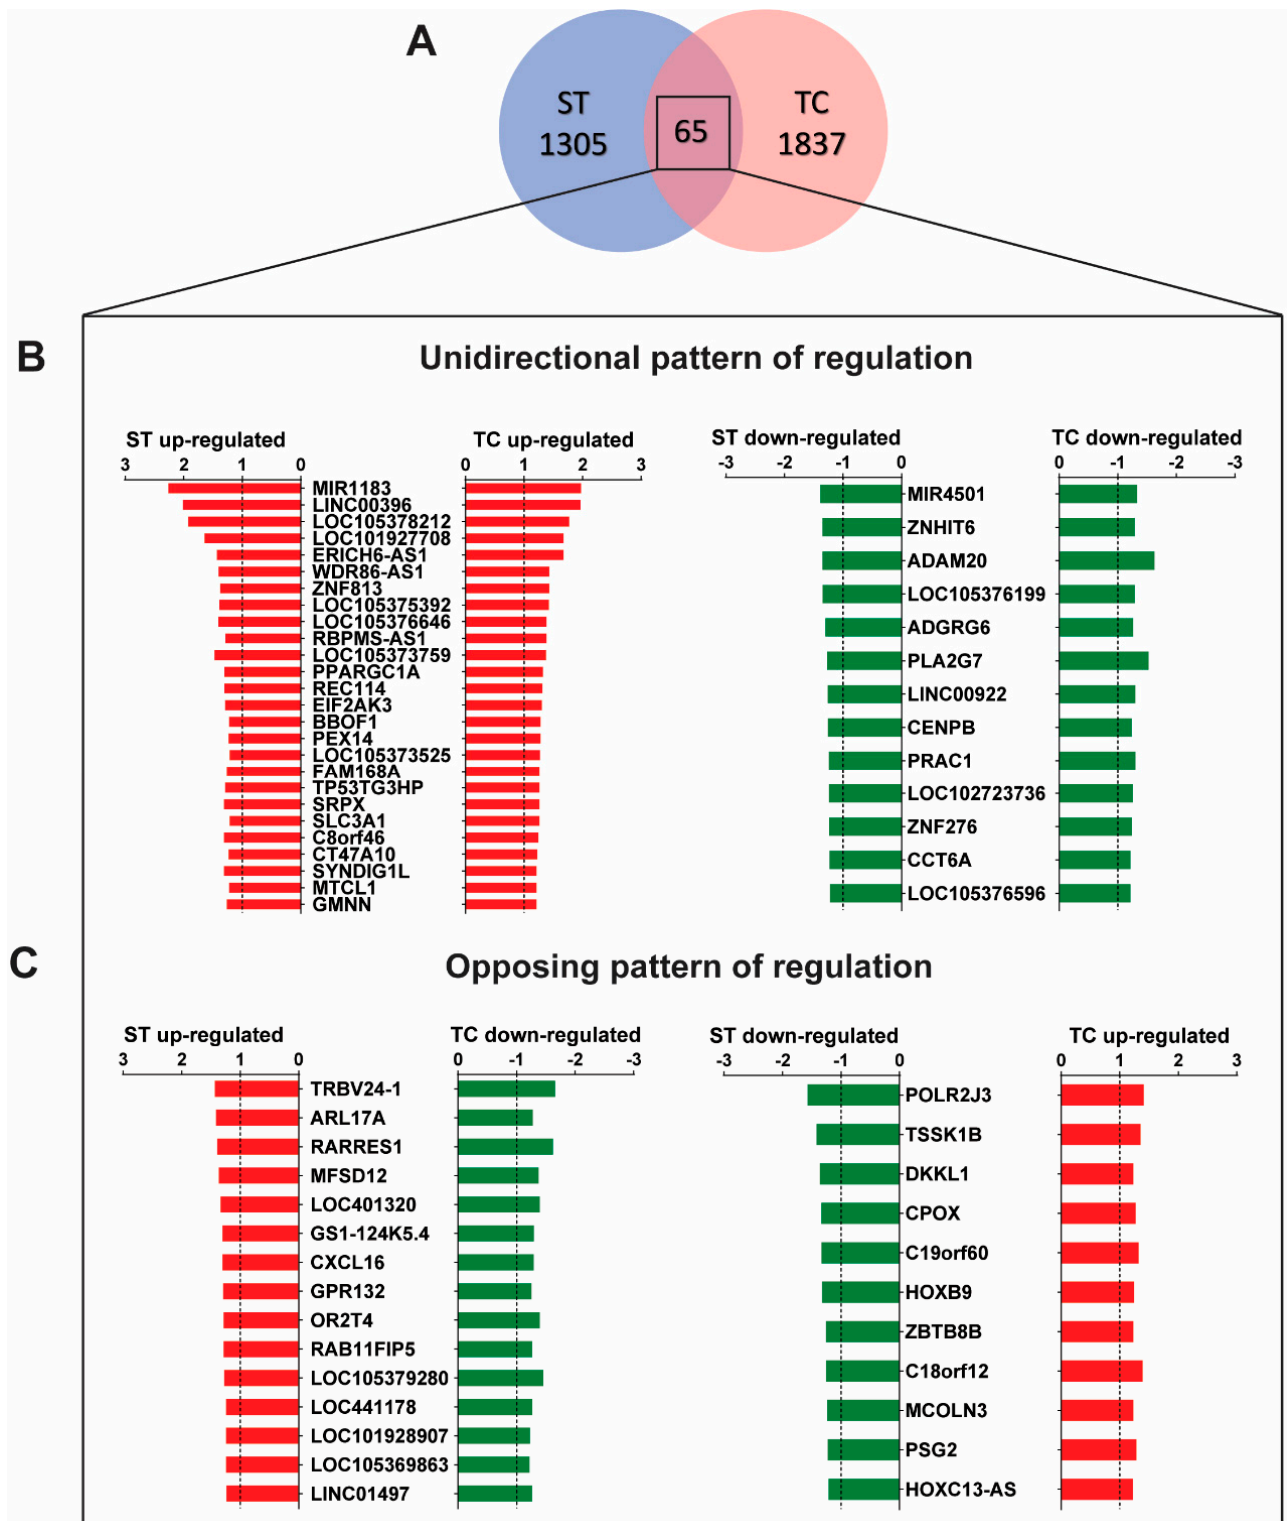 A
ST
1305
65
TC
1837
B
Unidirectional pattern of regulation
ST up-regulated
3 2 1 0
TC up-regulated
0 1 2 3
MIR1183
LINC00396
LOC105378212
LOC101927708
ERICH6-AS1
WDR86-AS1
ZNF813
LOC105375392
LOC105376646
RBPMS-AS1
LOC105373759
PPARGC1A
REC114
EIF2AK3
BBOF1
PEX14
LOC105373525
FAM168A
TP53TG3HP
SRPX
SLC3A1
C8orf46
CT47A10
SYNDIG1L
MTCL1
GMNN
ST down-regulated
-3 -2 -1 0
TC down-regulated
0 -1 -2 -3
MIR4501
ZNHIT6
ADAM20
LOC105376199
ADGRG6
PLA2G7
LINC00922
CENPB
PRAC1
LOC102723736
ZNF276
CCT6A
LOC105376596
C
Opposing pattern of regulation
ST up-regulated
3 2 1 0
TC down-regulated
0 -1 -2 -3
TRBV24-1
ARL17A
RARRES1
MFSD12
LOC401320
GS1-124K5.4
CXCL16
GPR132
OR2T4
RAB11FIP5
LOC105379280
LOC441178
LOC101928907
LOC105369863
LINC01497
ST down-regulated
-3 -2 -1 0
TC up-regulated
0 1 2 3
POLR2J3
TSSK1B
DKKL1
CPOX
C19orf60
HOXB9
ZBTB8B
C18orf12
MCOLN3
PSG2
HOXC13-AS